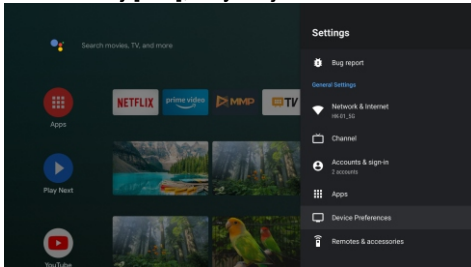 Settings
Search movies, TV, and more
Bug report
General Settings
NETFLIX
prime video
MMP
TV
Network & Internet
HK-01_5G
Channel
Apps
Accounts & sign-in
2 accounts
Apps
Play Next
Device Preferences
Remotes & accessories
YouTube